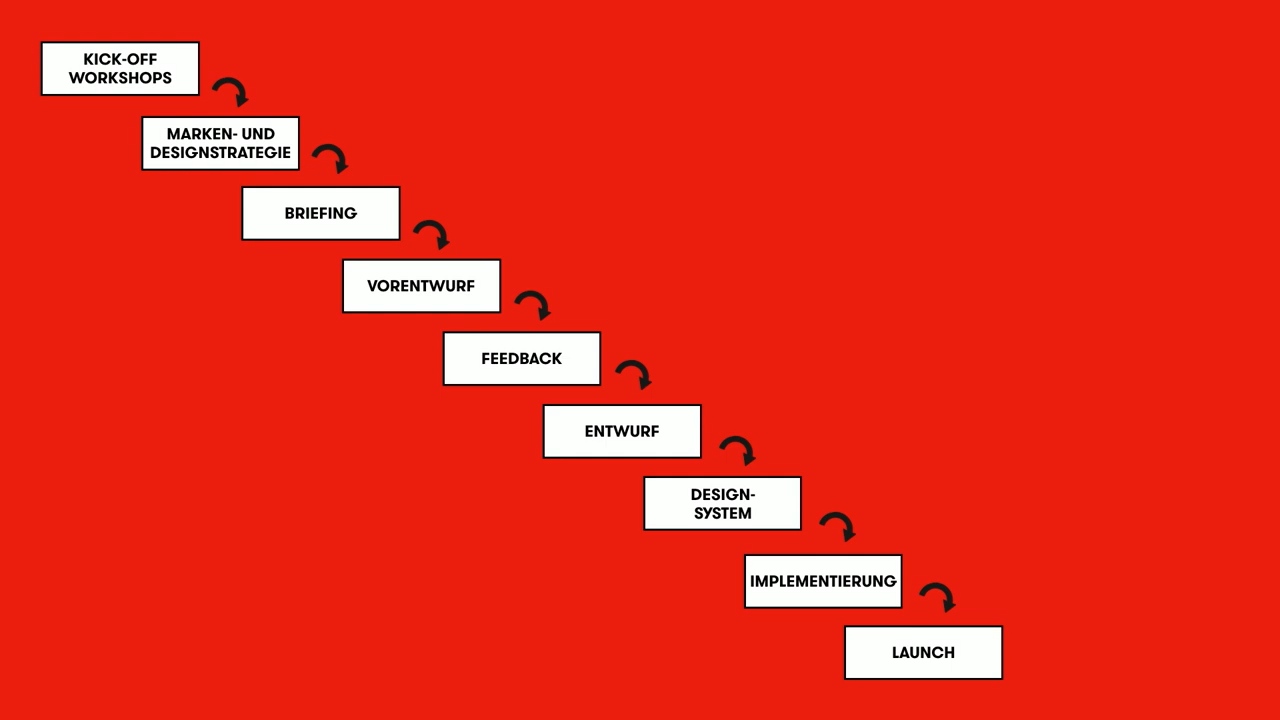 KICK-OFF
WORKSHOPS
MARKEN- UND
DESIGNSTRATEGIE
BRIEFING
VORENTWURF
FEEDBACK
ENTWURF
DESIGN-
SYSTEM
IMPLEMENTIERUNG
LAUNCH